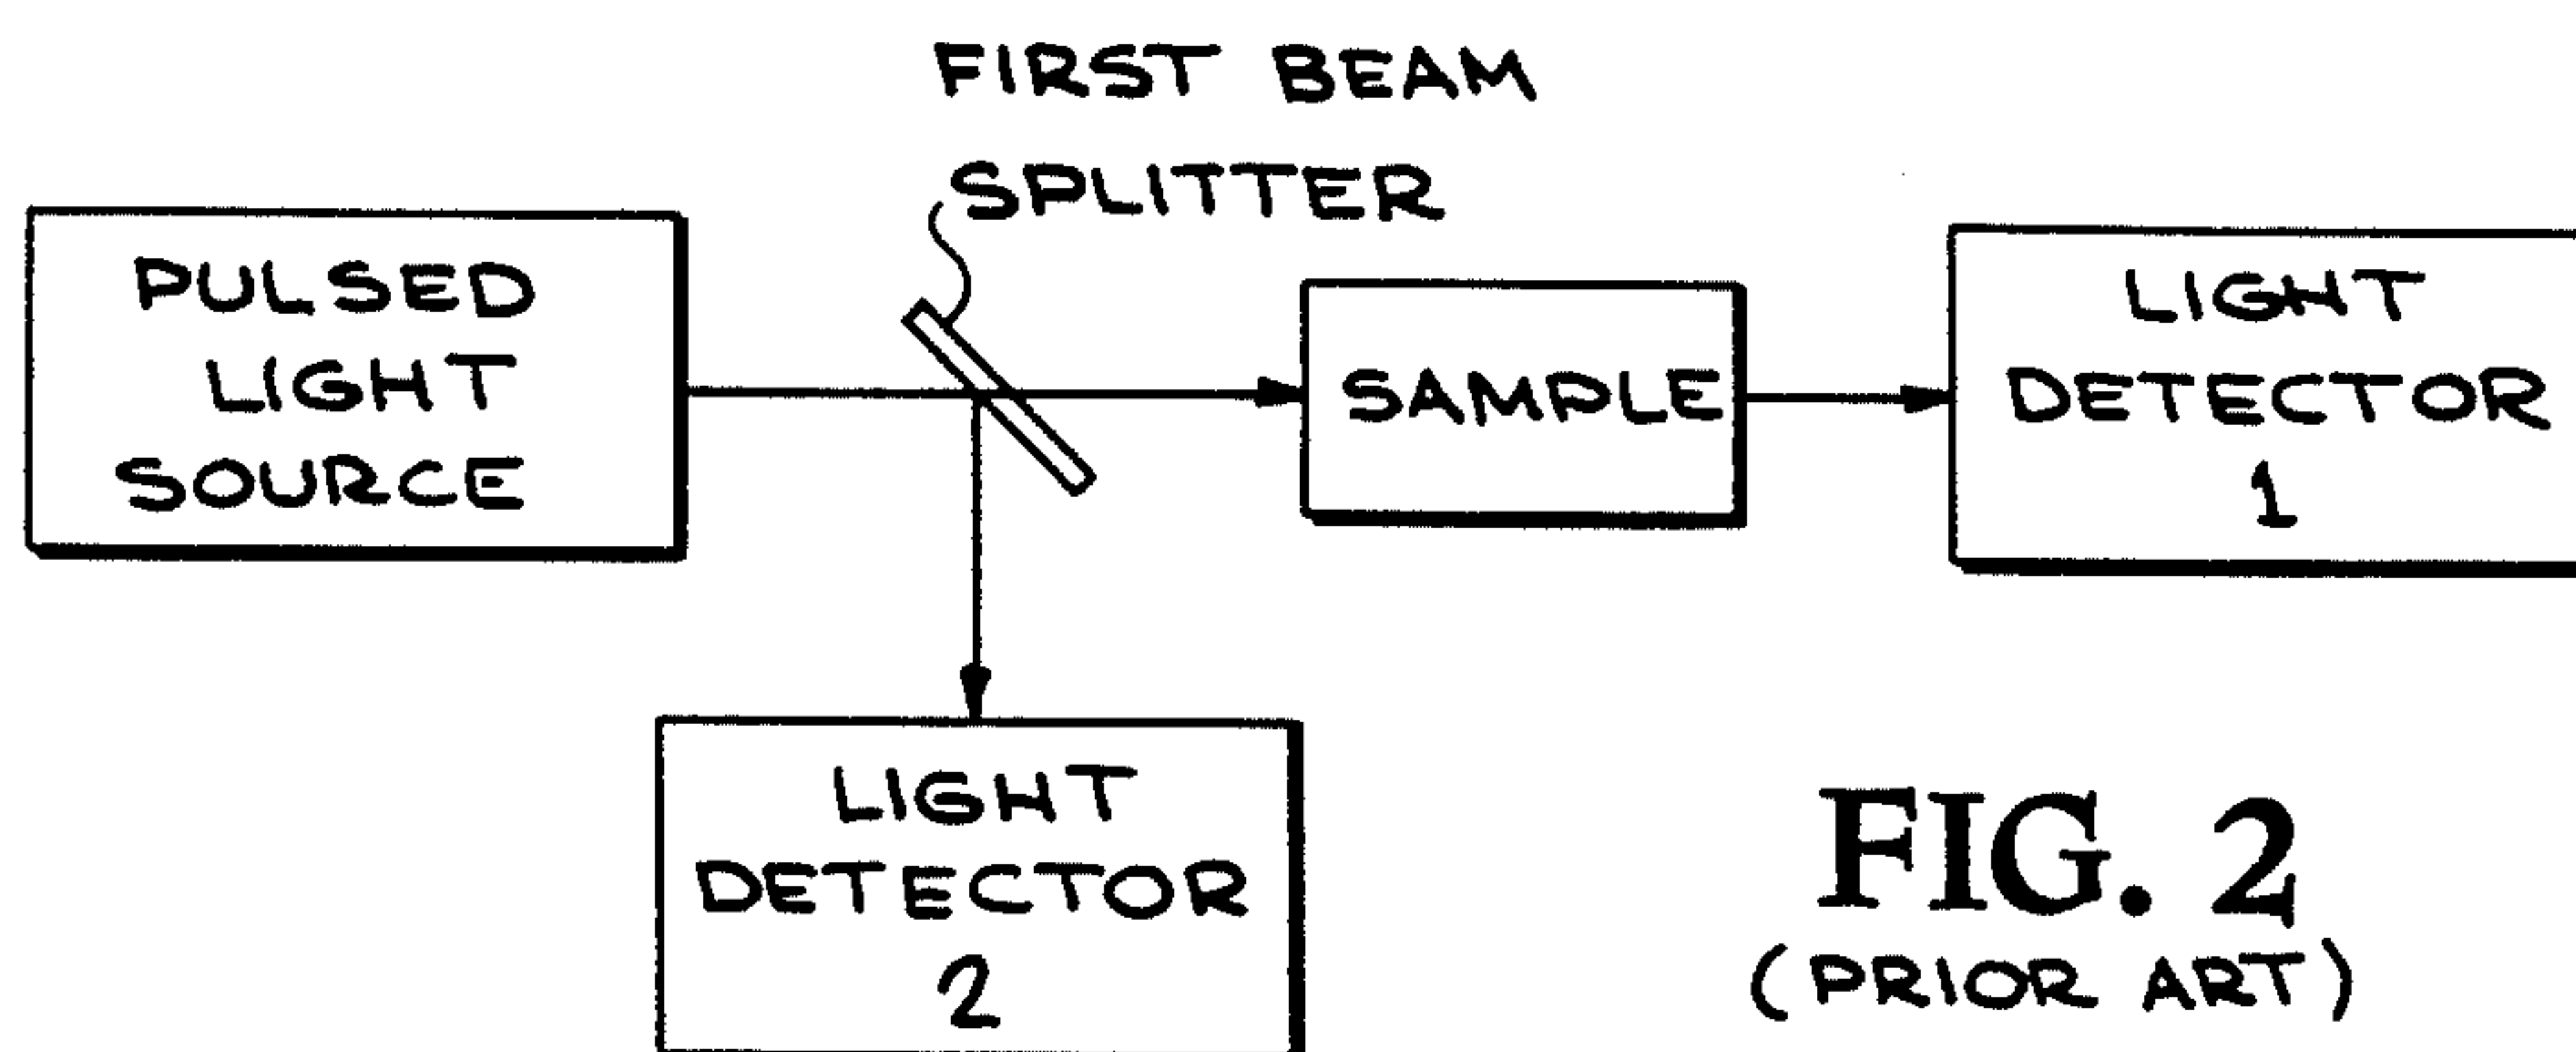 FIRST BEAM
SPLITTER
PULSED
LIGHT
SOURCE
SAMPLE
LIGHT
DETECTOR
1
LIGHT
DETECTOR
2
FIG. 2
(PRIOR ART)